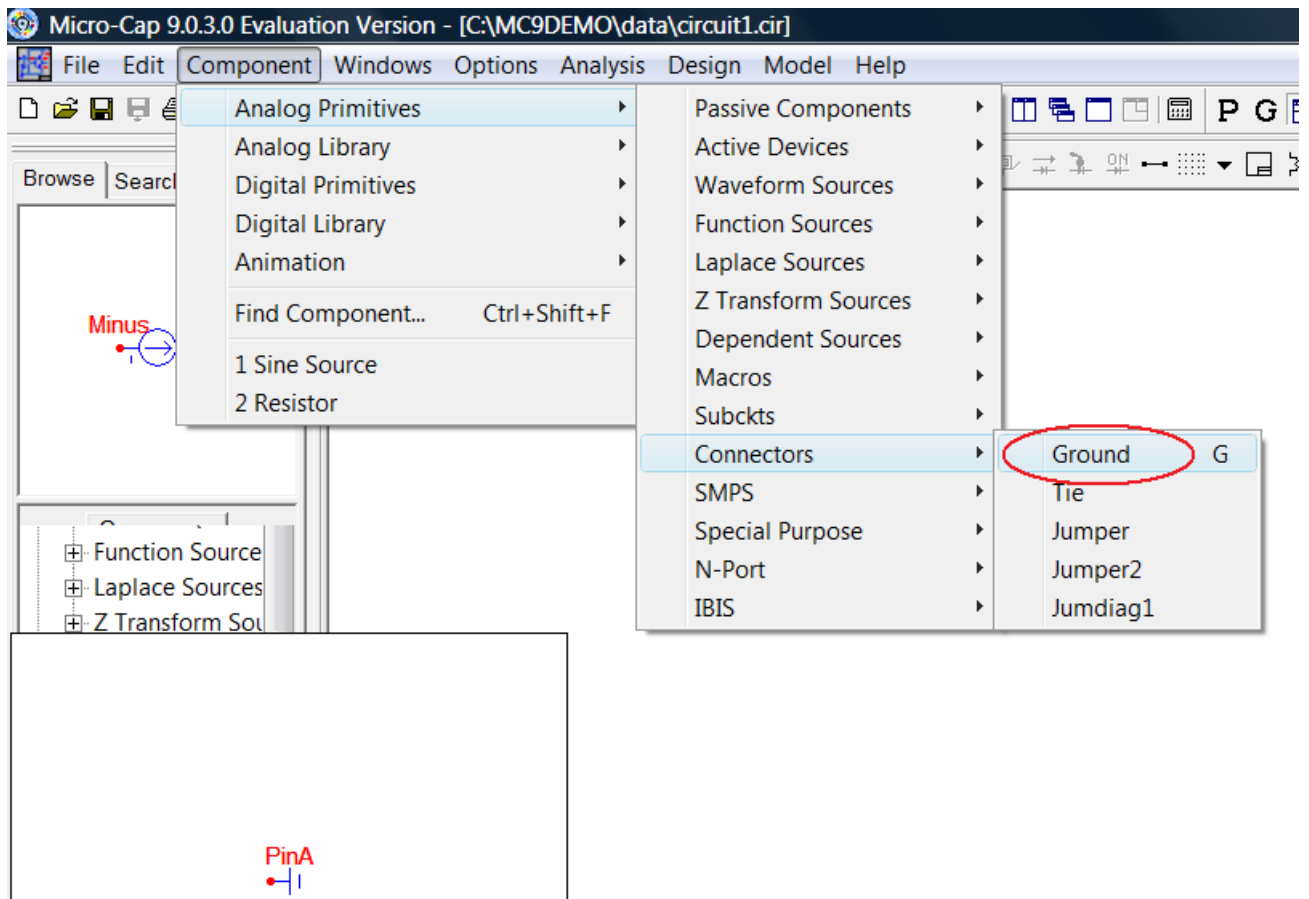 Micro-Cap 9.0.3.0 Evaluation Version - [C:\MC9DEMO\data\circuit1.cir]
File Edit Component Windows Options Analysis Design Model Help
P G
ON
Browse Searc
Analog Primitives
Analog Library
Digital Primitives
Digital Library
Animation
Find Component... Ctrl+Shift+F
1 Sine Source
2 Resistor
Passive Components
Active Devices
Waveform Sources
Function Sources
Laplace Sources
Z Transform Sources
Dependent Sources
Macros
Subckts
Connectors
SMPS
Special Purpose
N-Port
IBIS
Ground G
Tie
Jumper
Jumper2
Jumdiag1
Minus
Function Source
Laplace Sources
Z Transform Sou
PinA